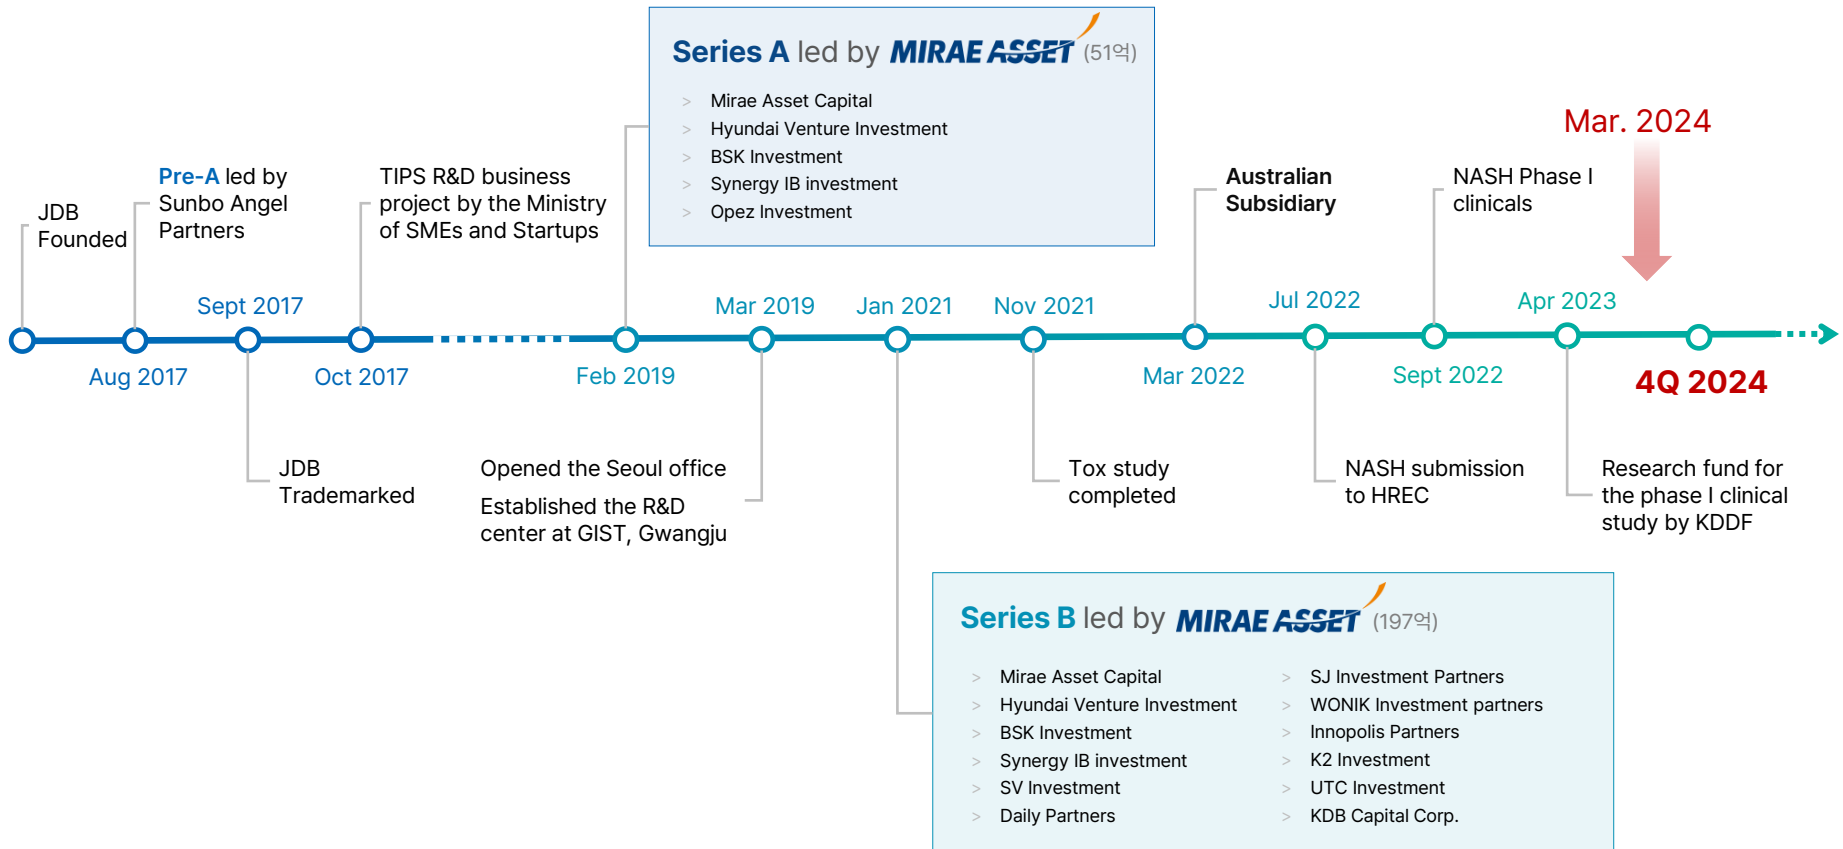 Series A led by MIRAE ASSET (51억)
> Mirae Asset Capital
> Hyundai Venture Investment
> BSK Investment
> Synergy IB investment
> Opez Investment
Mar. 2024
JDB
Founded
Pre-A led by
Sunbo Angel
Partners
TIPS R&D business
project by the Ministry
of SMEs and Startups
Australian
Subsidiary
NASH Phase I
clinicals
Sept 2017
Mar 2019
Jan 2021
Nov 2021
Jul 2022
Apr 2023
Aug 2017
Oct 2017
Feb 2019
Mar 2022
Sept 2022
4Q 2024
JDB
Trademarked
Opened the Seoul office
Established the R&D
center at GIST, Gwangju
Tox study
completed
NASH submission
to HREC
Research fund for
the phase I clinical
study by KDDF
Series B led by MIRAE ASSET (197억)
> Mirae Asset Capital
> Hyundai Venture Investment
> BSK Investment
> Synergy IB investment
> SV Investment
> Daily Partners
> SJ Investment Partners
> WONIK Investment partners
> Innopolis Partners
> K2 Investment
> UTC Investment
> KDB Capital Corp.